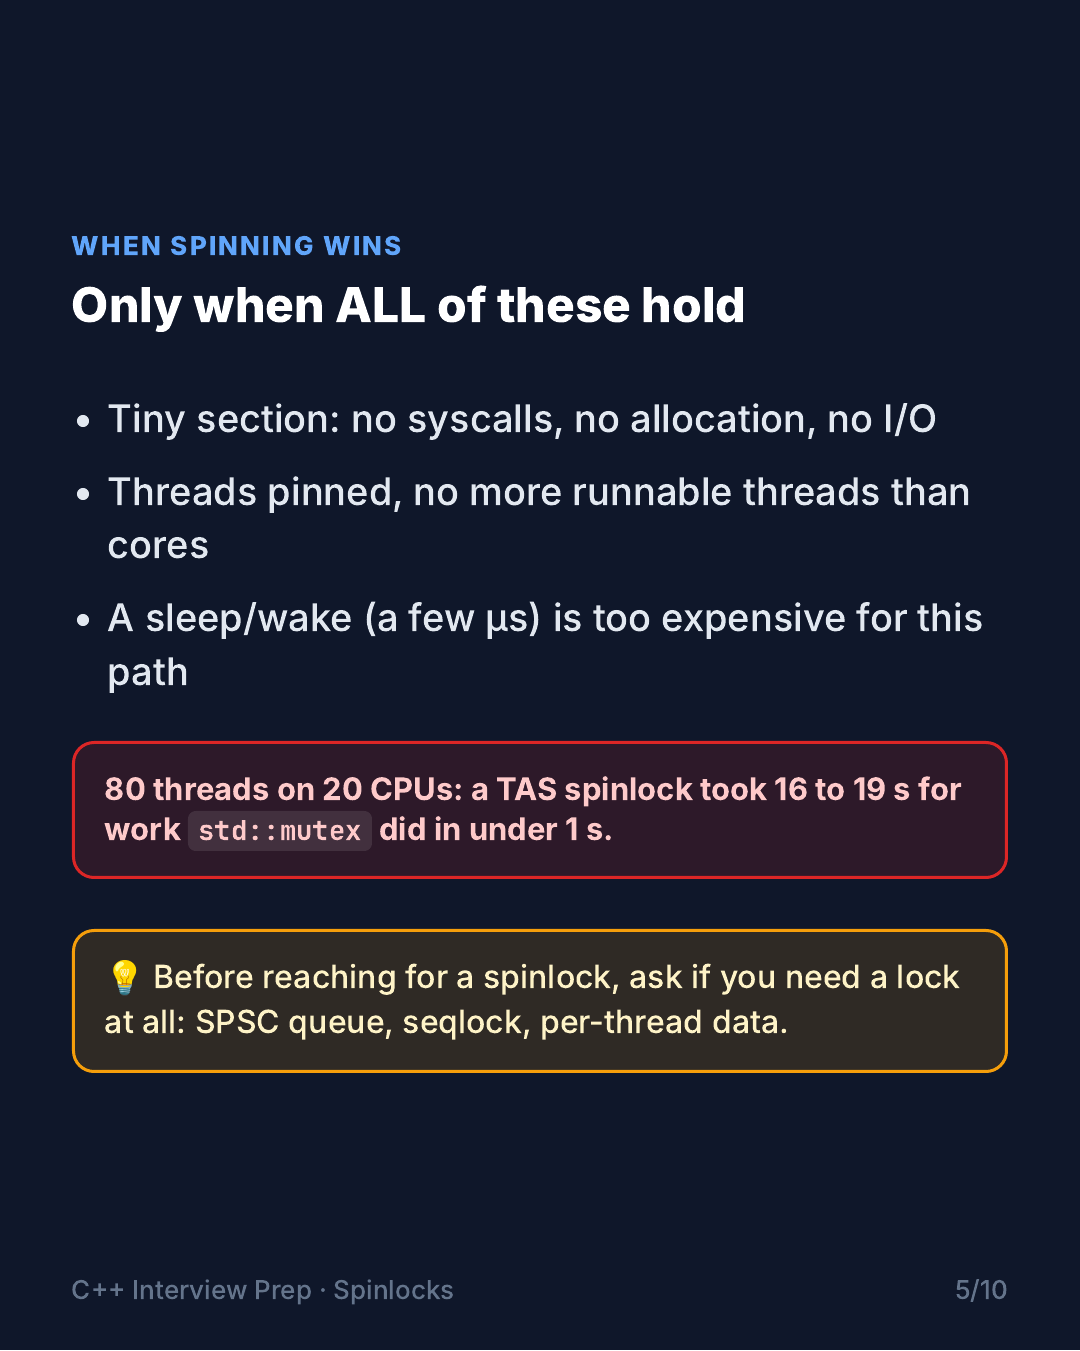 WHEN SPINNING WINS
Only when ALL of these hold
• Tiny section: no syscalls, no allocation, no I/O
• Threads pinned, no more runnable threads than
cores
• A sleep/wake (a few µs) is too expensive for this
path
80 threads on 20 CPUs: a TAS spinlock took 16 to 19 s for
work std::mutex did in under 1 s.
💡 Before reaching for a spinlock, ask if you need a lock
at all: SPSC queue, seqlock, per-thread data.
C++ Interview Prep · Spinlocks
5/10